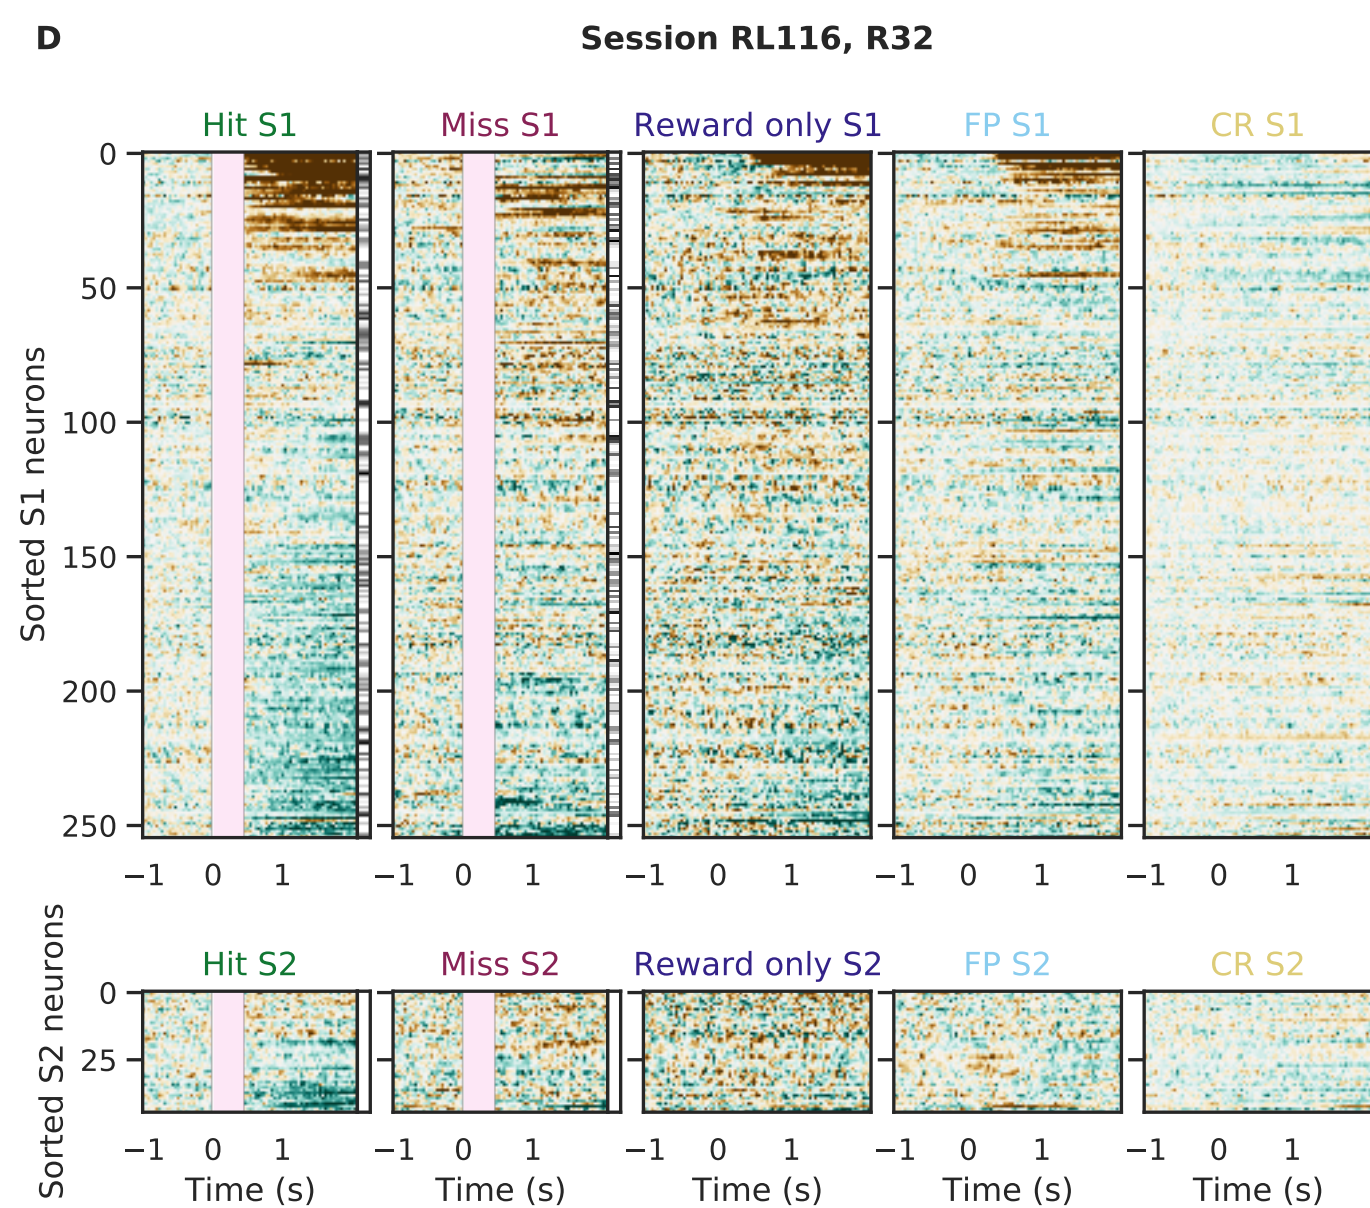 D
Session RL116, R32
Hit S1
Miss S1
Reward only S1
FP S1
CR S1
0
50
100
150
200
250
Sorted S1 neurons
−1 0 1
−1 0 1
−1 0 1
−1 0 1
−1 0 1
Hit S2
Miss S2
Reward only S2
FP S2
CR S2
0
25
Sorted S2 neurons
−1 0 1
−1 0 1
−1 0 1
−1 0 1
−1 0 1
Time (s)
Time (s)
Time (s)
Time (s)
Time (s)